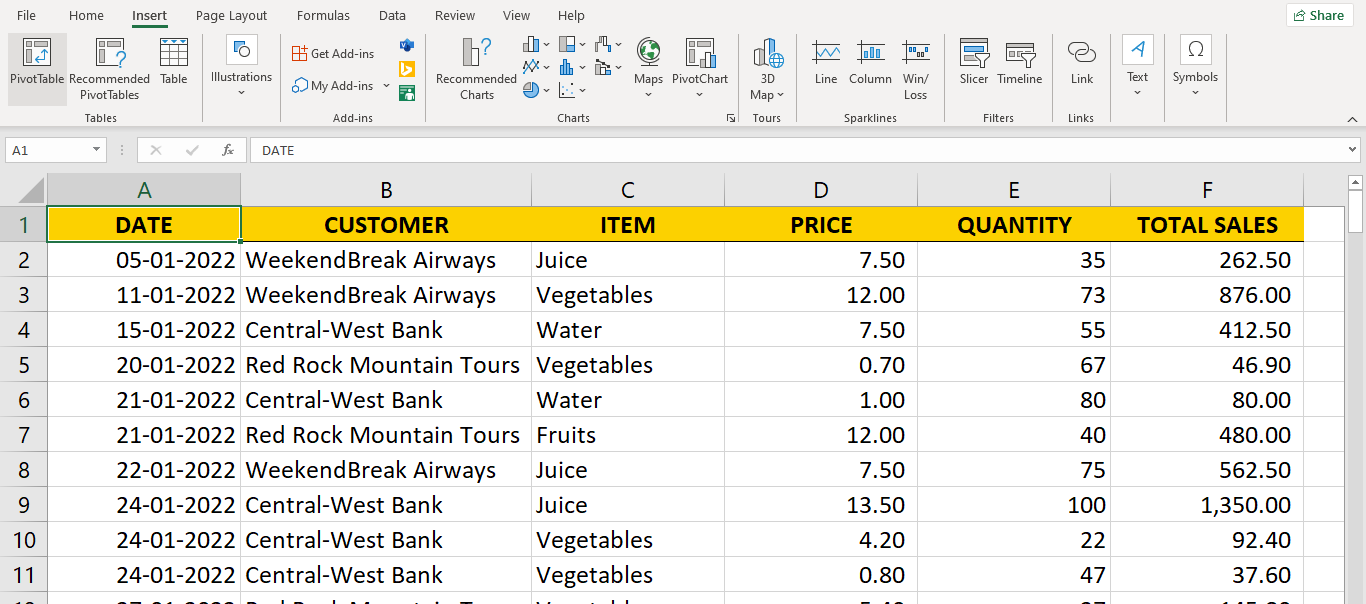 File Home Insert Page Layout Formulas Data Review View Help Share
PivotTable Recommended PivotTables Table Illustrations Get Add-ins My Add-ins Recommended Charts Maps PivotChart 3D Map Line Column Win/ Loss Slicer Timeline Link Text Symbols
Tables Add-ins Charts Tours Sparklines Filters Links
A1 fx DATE
A B C D E F
1 DATE CUSTOMER ITEM PRICE QUANTITY TOTAL SALES
2 05-01-2022 WeekendBreak Airways Juice 7.50 35 262.50
3 11-01-2022 WeekendBreak Airways Vegetables 12.00 73 876.00
4 15-01-2022 Central-West Bank Water 7.50 55 412.50
5 20-01-2022 Red Rock Mountain Tours Vegetables 0.70 67 46.90
6 21-01-2022 Central-West Bank Water 1.00 80 80.00
7 21-01-2022 Red Rock Mountain Tours Fruits 12.00 40 480.00
8 22-01-2022 WeekendBreak Airways Juice 7.50 75 562.50
9 24-01-2022 Central-West Bank Juice 13.50 100 1,350.00
10 24-01-2022 Central-West Bank Vegetables 4.20 22 92.40
11 24-01-2022 Central-West Bank Vegetables 0.80 47 37.60